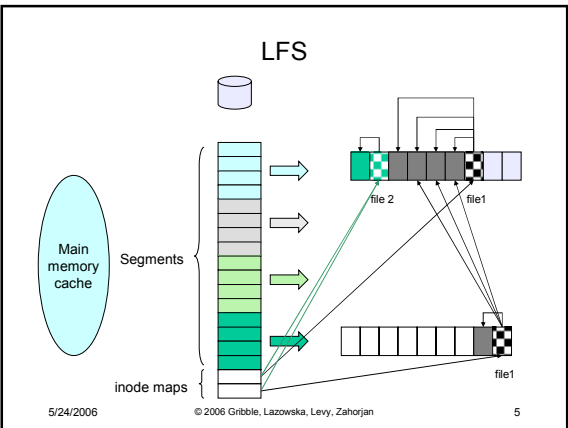 LFS
file 2
file1
Main
memory
cache
Segments
file1
inode maps
5/24/2006
© 2006 Gribble, Lazowska, Levy, Zahorjan
5